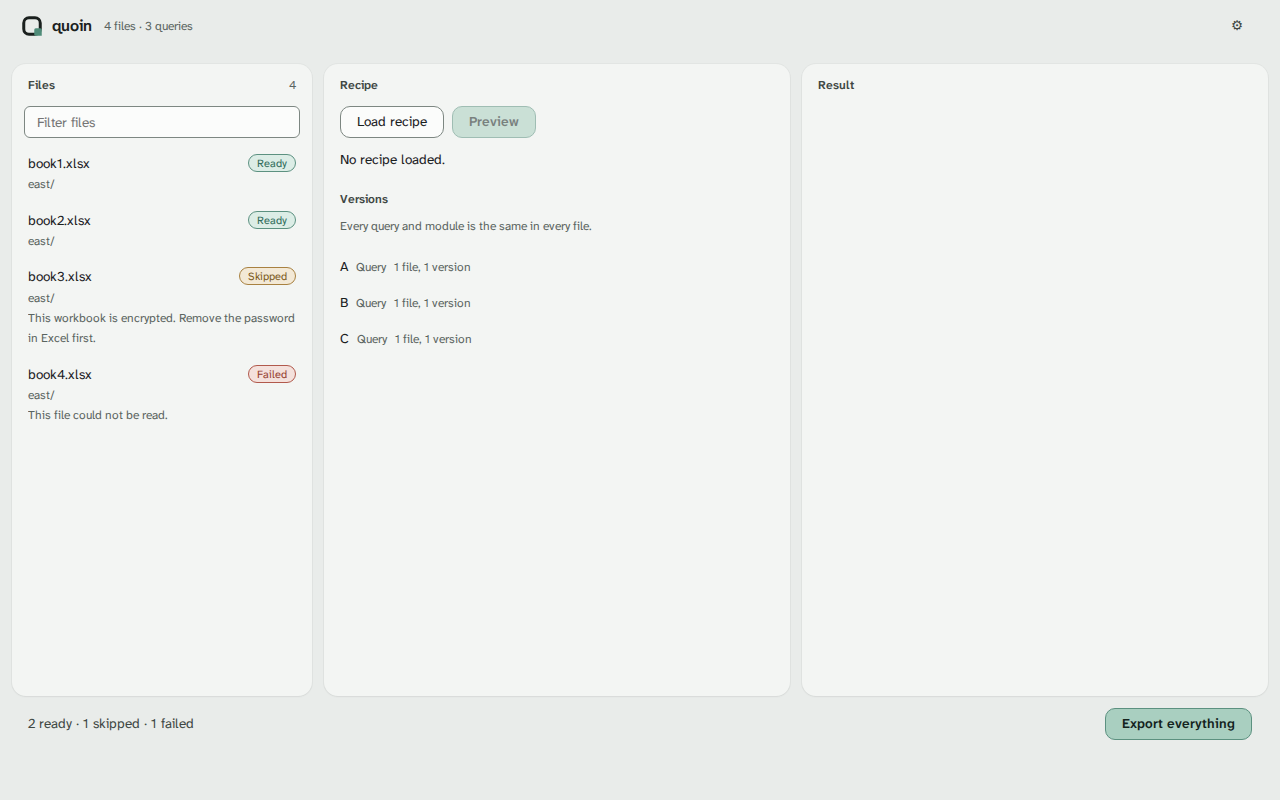 quoin 4 files · 3 queries
⚙
Files 4
Filter files
book1.xlsx Ready
east/
book2.xlsx Ready
east/
book3.xlsx Skipped
east/
This workbook is encrypted. Remove the password
in Excel first.
book4.xlsx Failed
east/
This file could not be read.
Recipe
Load recipe Preview
No recipe loaded.
Versions
Every query and module is the same in every file.
A Query 1 file, 1 version
B Query 1 file, 1 version
C Query 1 file, 1 version
Result
2 ready · 1 skipped · 1 failed
Export everything